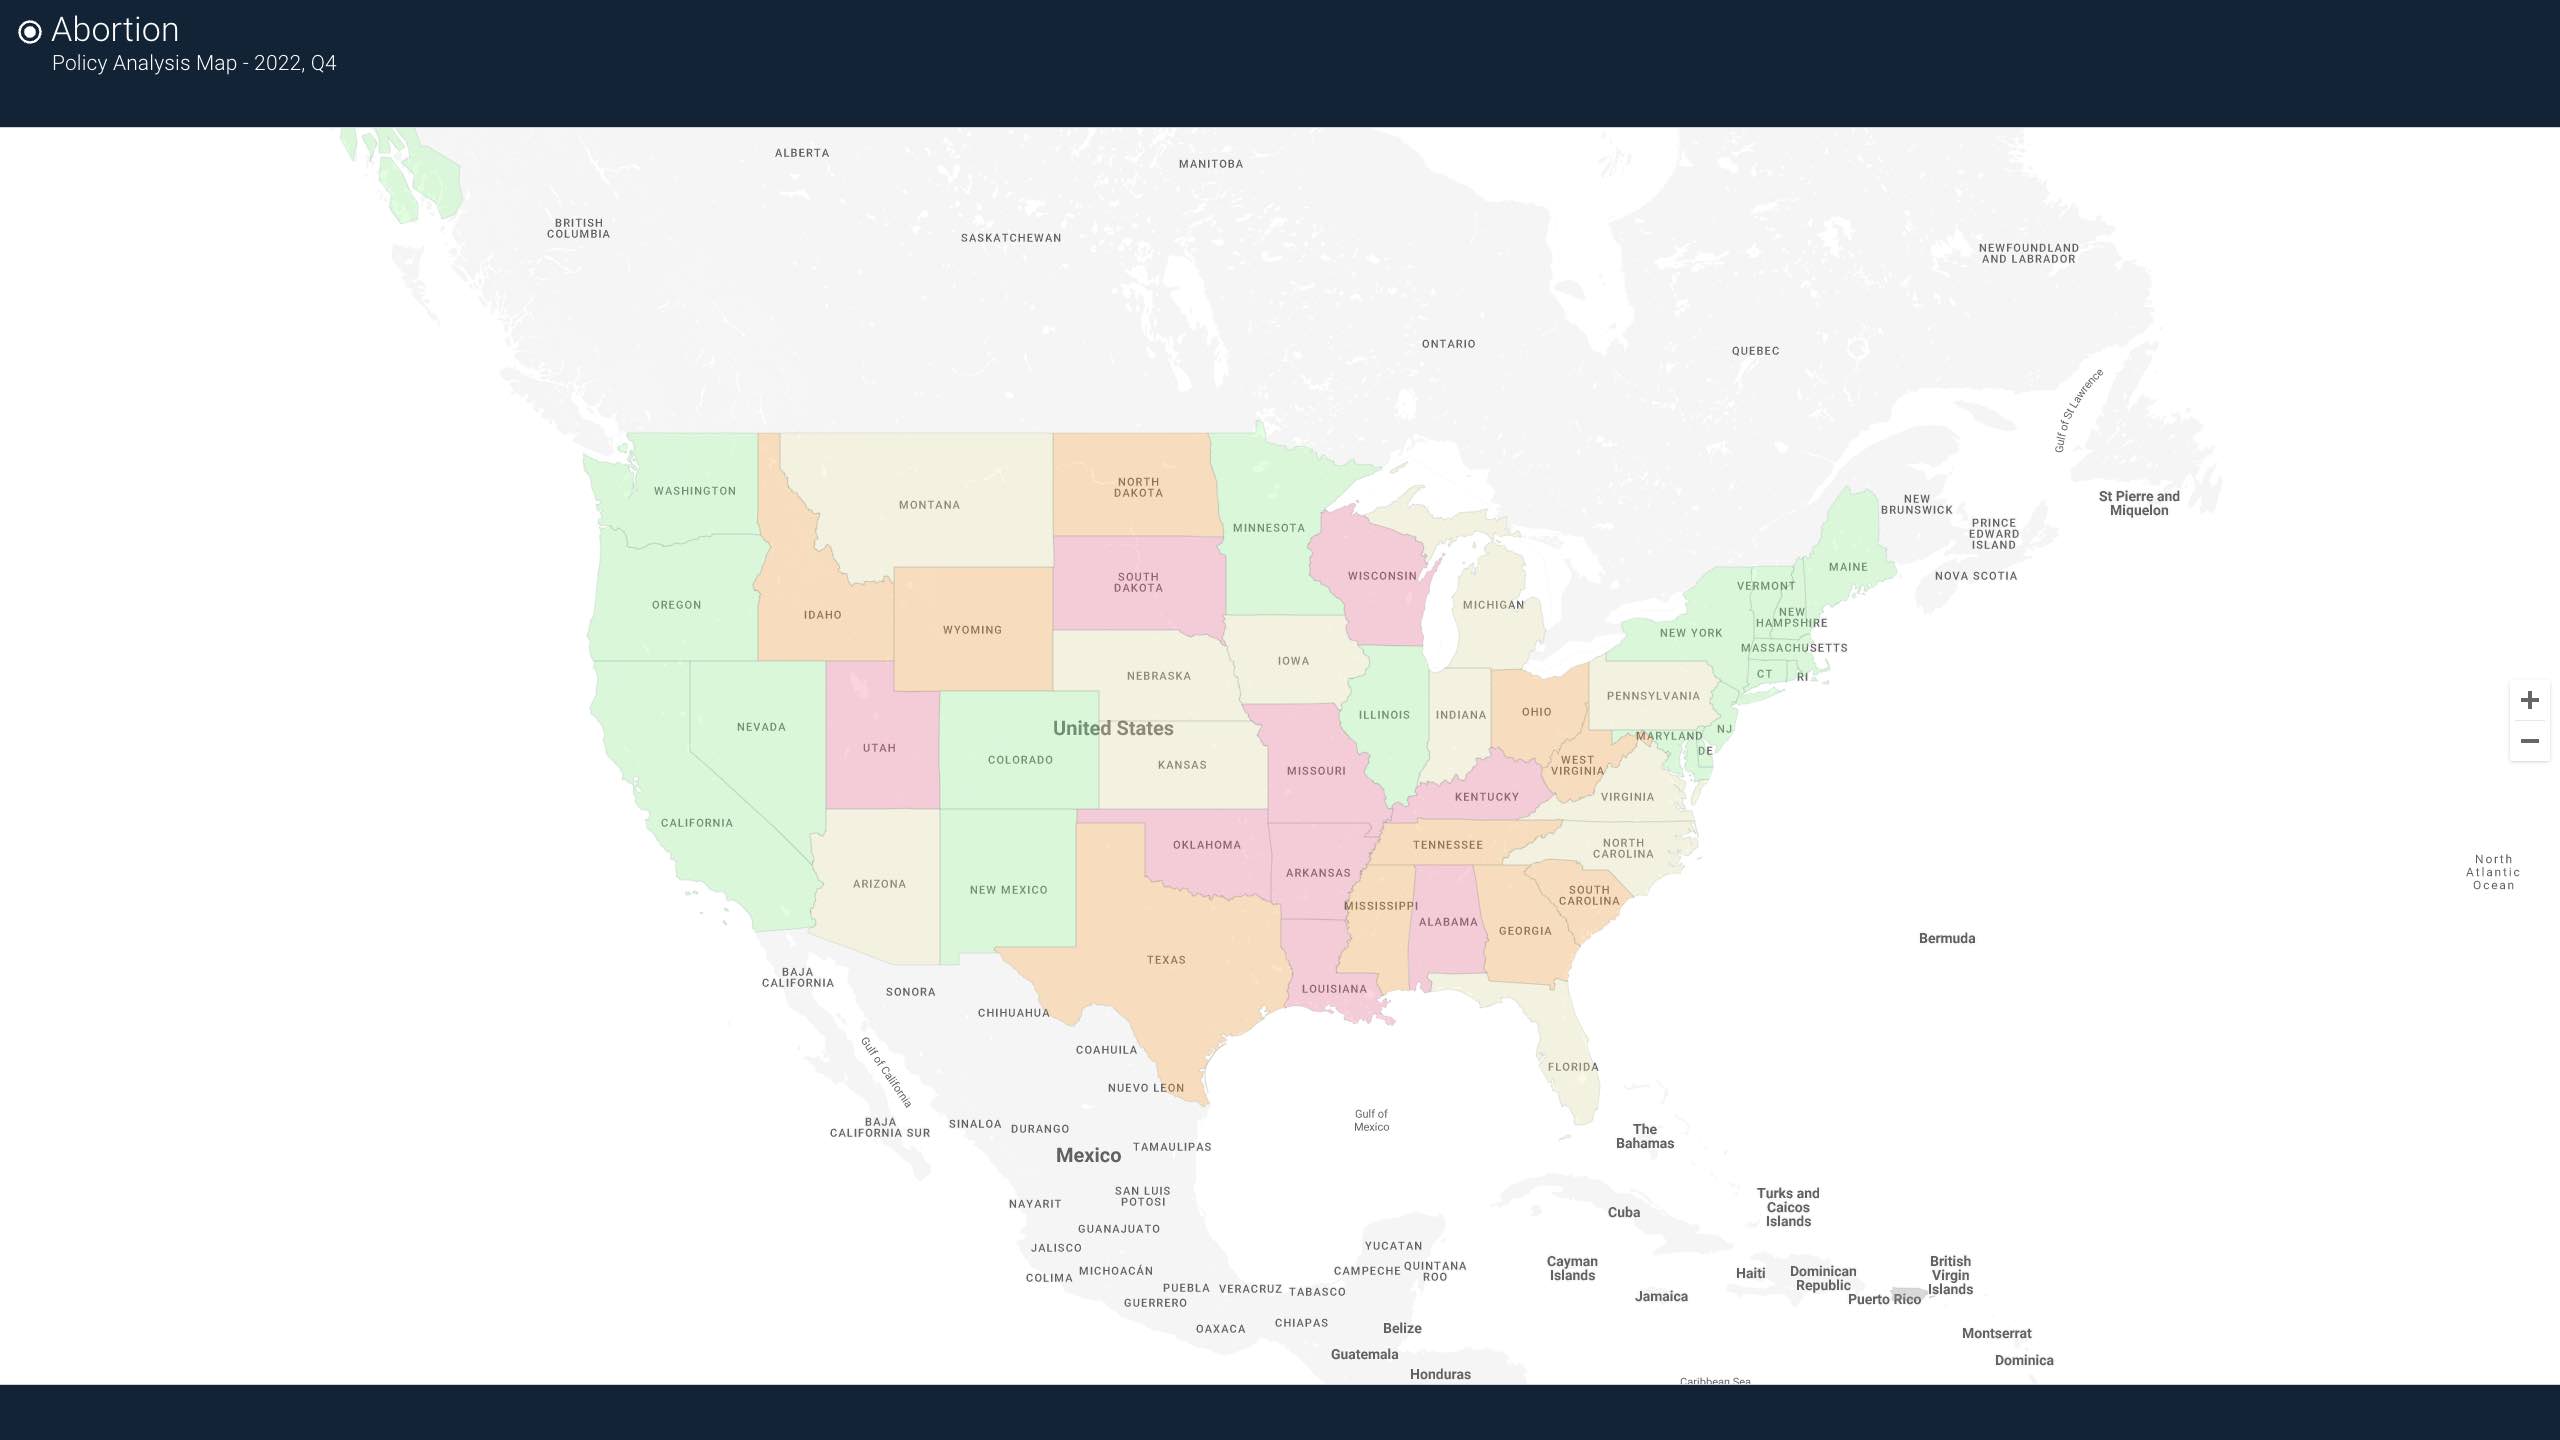 Abortion
Policy Analysis Map - 2022, Q4
ALBERTA
MANITOBA
BRITISH
COLUMBIA
SASKATCHEWAN
NEWFOUNDLAND
AND LABRADOR
ONTARIO
QUEBEC
Gulf of St Lawrence
WASHINGTON
MONTANA
NORTH
DAKOTA
MINNESOTA
NEW
BRUNSWICK
St Pierre and
Miquelon
PRINCE
EDWARD
ISLAND
NOVA SCOTIA
MAINE
VERMONT
NEW
HAMPSHIRE
SOUTH
DAKOTA
WISCONSIN
MICHIGAN
OREGON
IDAHO
WYOMING
NEW YORK
MASSACHUSETTS
CT
RI
IOWA
NEBRASKA
PENNSYLVANIA
ILLINOIS
INDIANA
OHIO
NEVADA
United States
NJ
MARYLAND
DE
UTAH
COLORADO
KANSAS
MISSOURI
WEST
VIRGINIA
KENTUCKY
VIRGINIA
CALIFORNIA
OKLAHOMA
TENNESSEE
NORTH
CAROLINA
ARKANSAS
ARIZONA
NEW MEXICO
SOUTH
CAROLINA
MISSISSIPPI
ALABAMA
GEORGIA
North
Atlantic
Ocean
Bermuda
TEXAS
LOUISIANA
BAJA
CALIFORNIA
SONORA
CHIHUAHUA
COAHUILA
Gulf of California
NUEVO LEON
FLORIDA
BAJA
CALIFORNIA SUR
SINALOA
DURANGO
Gulf of
Mexico
The
Bahamas
Mexico
TAMAULIPAS
NAYARIT
SAN LUIS
POTOSI
Cuba
Turks and
Caicos
Islands
GUANAJUATO
JALISCO
YUCATAN
COLIMA
MICHOACÁN
CAMPECHE
QUINTANA
ROO
Cayman
Islands
Haiti
Dominican
Republic
British
Virgin
Islands
PUEBLA
VERACRUZ
TABASCO
GUERRERO
Jamaica
Puerto Rico
OAXACA
CHIAPAS
Belize
Montserrat
Guatemala
Dominica
Honduras
Caribbean Sea